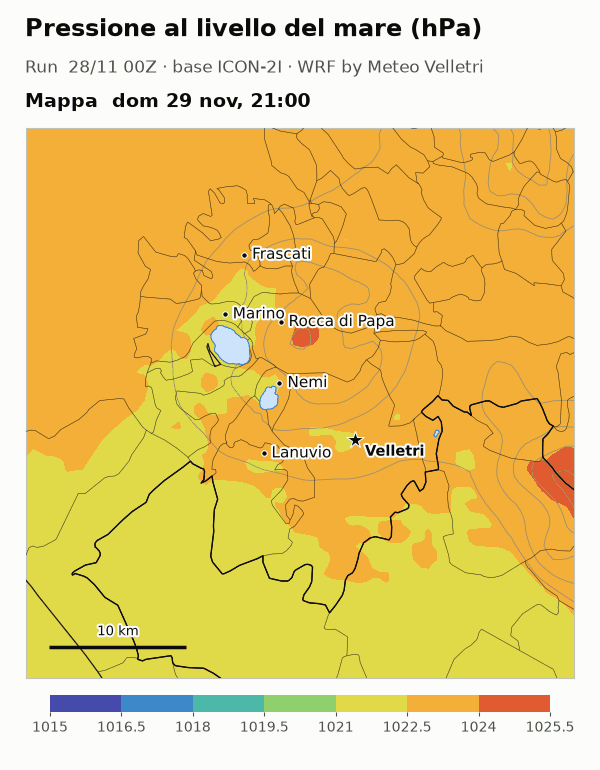 Pressione al livello del mare (hPa)
Run  28/11 00Z · base ICON-2I · WRF by Meteo Velletri
Mappa  dom 29 nov, 21:00
Frascati
Marino
Rocca di Papa
Nemi
Velletri
Lanuvio
10 km
1015 1016.5 1018 1019.5 1021 1022.5 1024 1025.5